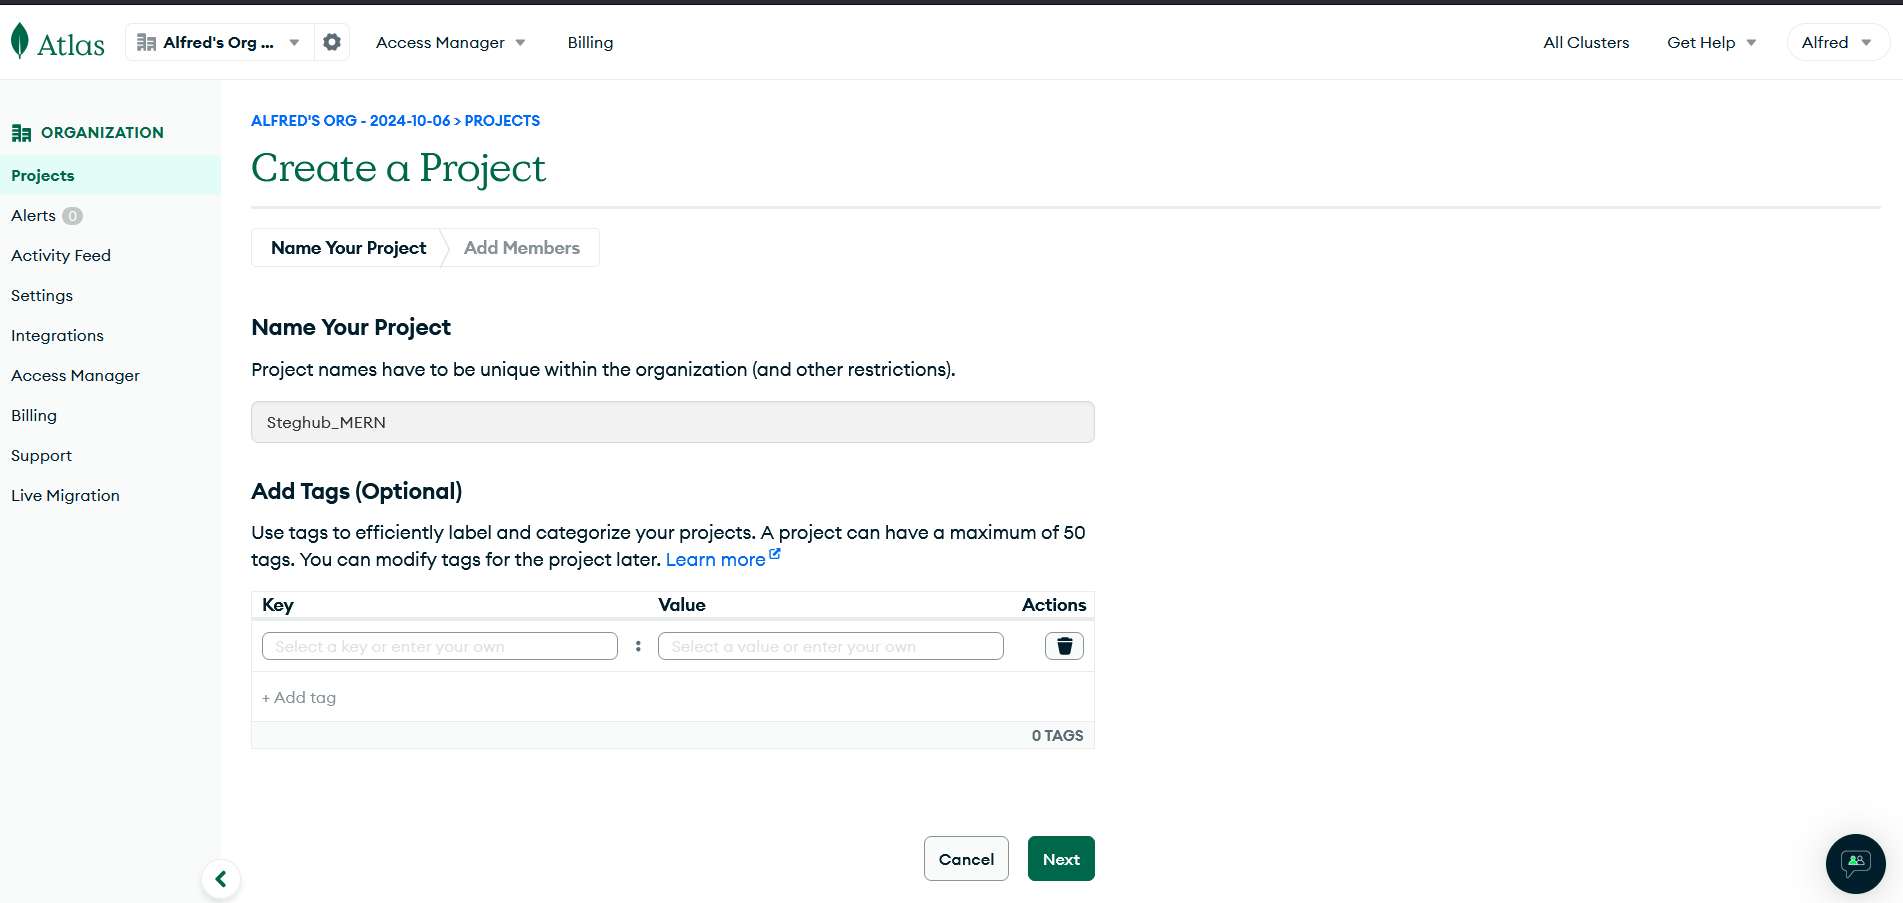 Atlas
Alfred's Org ...
Access Manager
Billing
All Clusters
Get Help
Alfred
ORGANIZATION
Projects
Alerts 0
Activity Feed
Settings
Integrations
Access Manager
Billing
Support
Live Migration
ALFRED'S ORG - 2024-10-06 > PROJECTS
Create a Project
Name Your Project
Add Members
Name Your Project
Project names have to be unique within the organization (and other restrictions).
Steghub_MERN
Add Tags (Optional)
Use tags to efficiently label and categorize your projects. A project can have a maximum of 50
tags. You can modify tags for the project later. Learn more
Key Value Actions
Select a key or enter your own : Select a value or enter your own
+ Add tag
0 TAGS
Cancel
Next